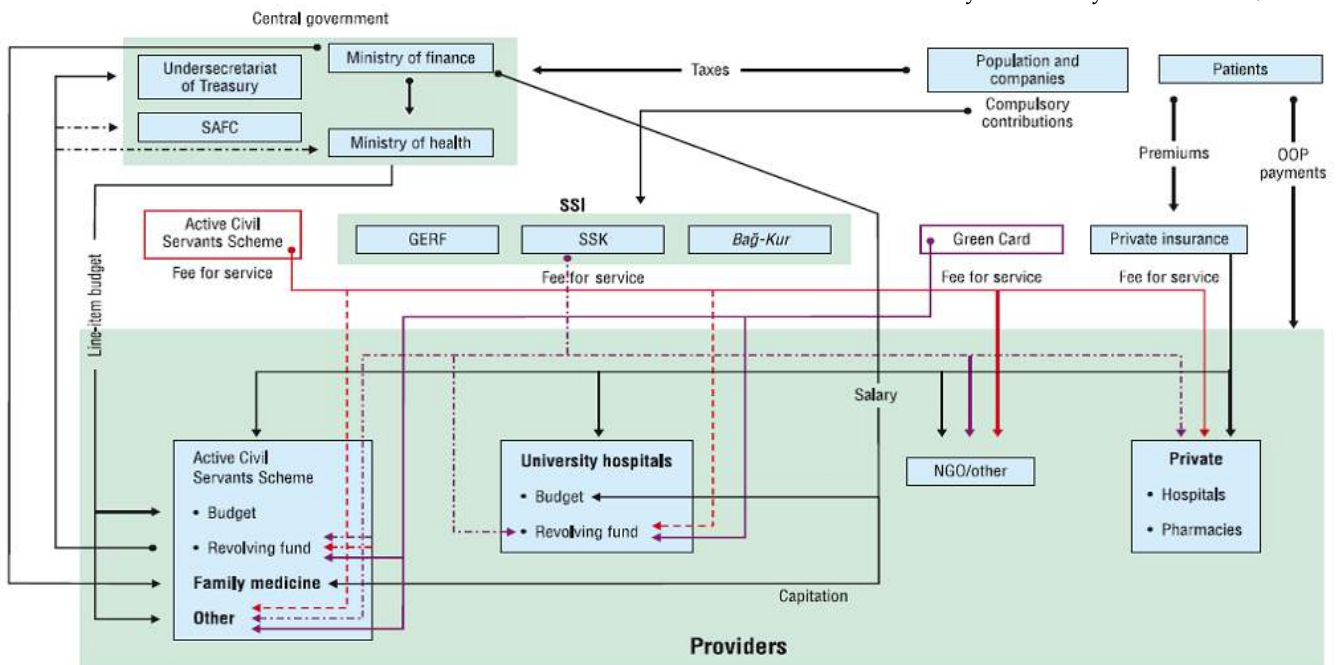 Central government
Ministry of finance
Undersecretariat
of Treasury
SAFC
Ministry of health
Taxes
Population and
companies
Compulsory
contributions
Patients
Premiums
OOP
payments
Line-item budget
Active Civil
Servants Scheme
Fee for service
SSI
GERF
SSK
Bağ-Kur
Fee for service
Green Card
Fee for service
Private insurance
Fee for service
Salary
Active Civil
Servants Scheme
• Budget
• Revolving fund
Family medicine
Other
University hospitals
• Budget
• Revolving fund
NGO/other
Private
• Hospitals
• Pharmacies
Capitation
Providers